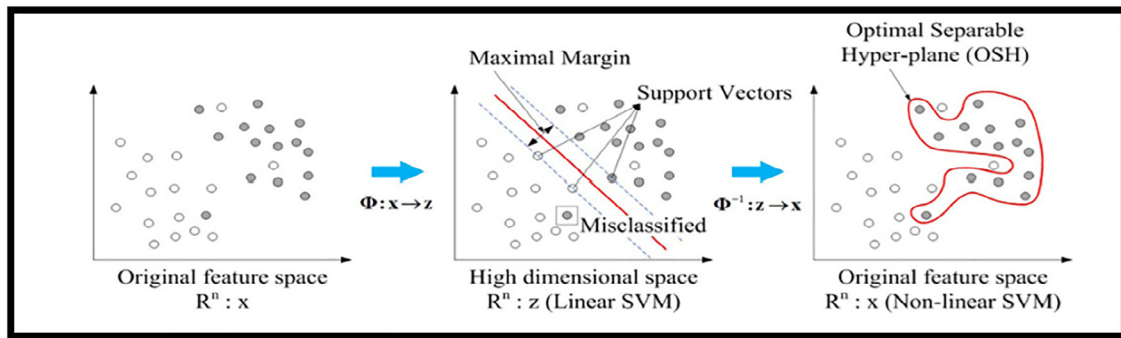 Original feature space
Rⁿ : x
Φ : x → z
Maximal Margin
Support Vectors
Misclassified
High dimensional space
Rⁿ : z (Linear SVM)
Φ⁻¹ : z → x
Optimal Separable
Hyper-plane (OSH)
Original feature space
Rⁿ : x (Non-linear SVM)